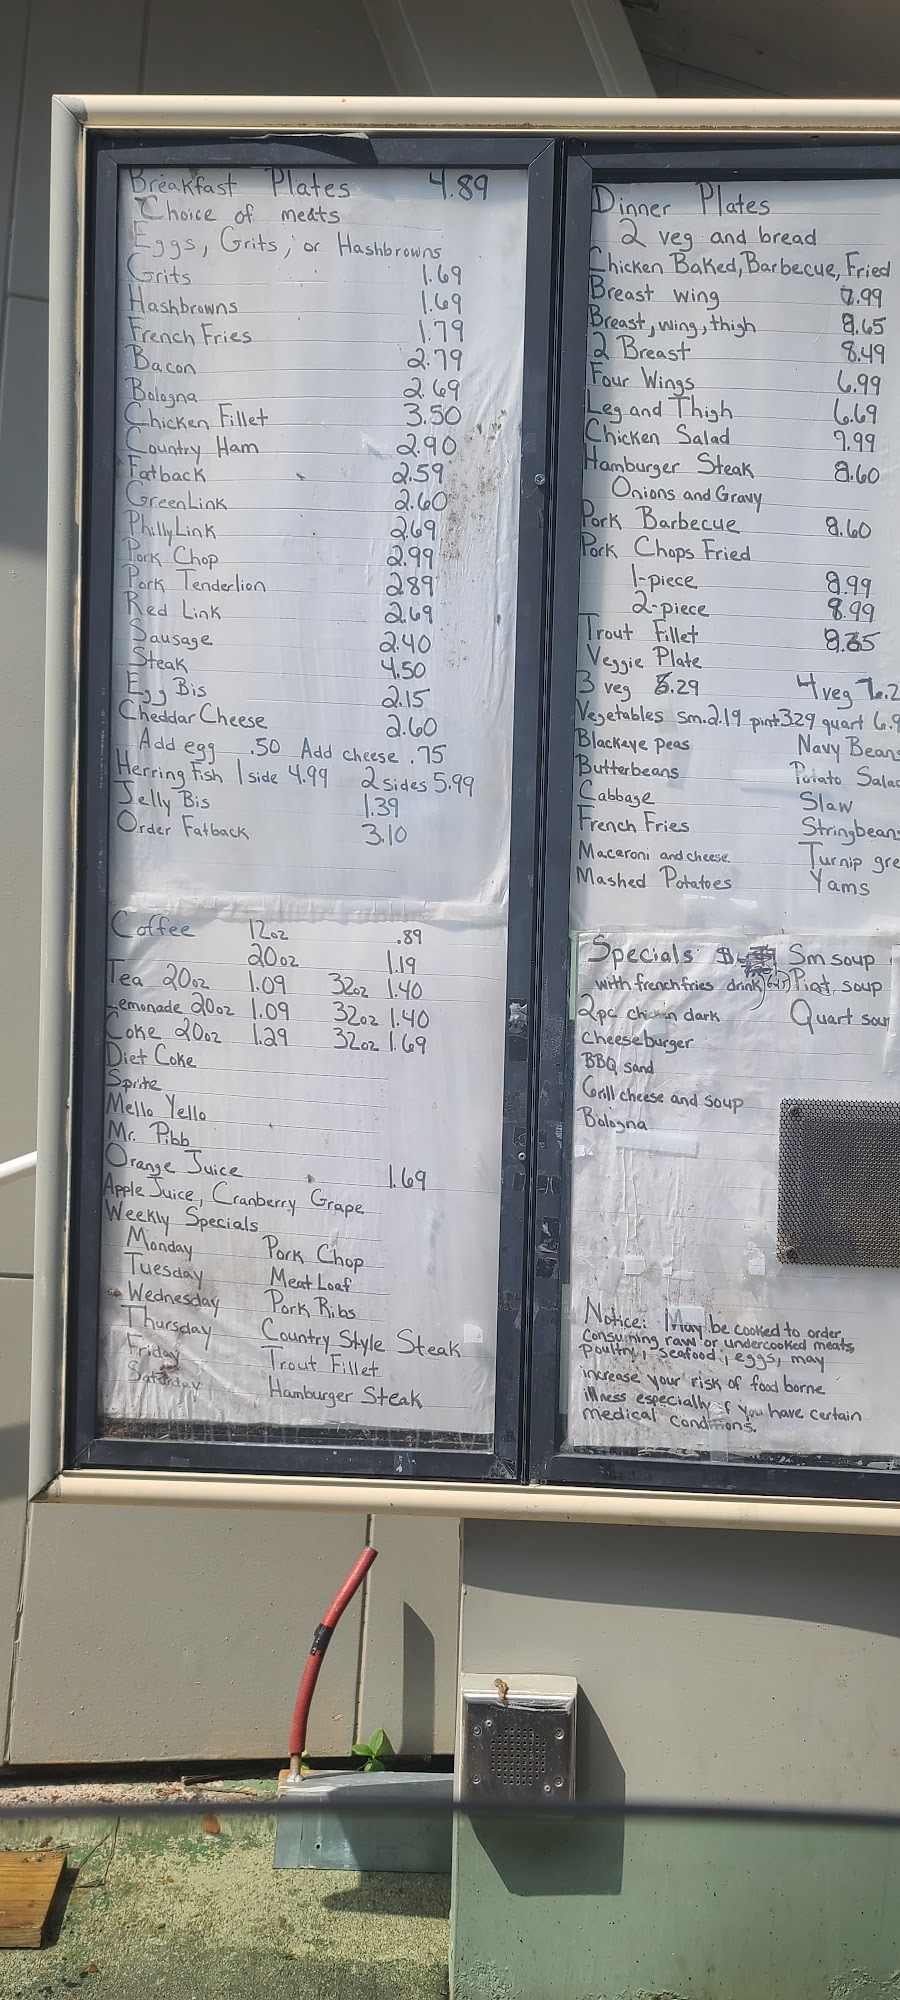 Breakfast Plates 4.89
Choice of meats
Eggs, Grits, or Hashbrowns
Grits 1.69
Hashbrowns 1.69
French Fries 1.79
Bacon 2.79
Bologna 2.69
Chicken Fillet 3.50
Country Ham 2.90
Fatback 2.59
GreenLink 2.60
PhillyLink 2.69
Pork Chop 2.99
Pork Tenderlion 2.89
Red Link 2.69
Sausage 2.40
Steak 4.50
Egg Bis 2.15
Cheddar Cheese 2.60
Add egg .50 Add cheese .75
Herring Fish 1 side 4.99 2 sides 5.99
Jelly Bis 1.39
Order Fatback 3.10
Coffee 12oz .89
20oz 1.19
Tea 20oz 1.09 32oz 1.40
Lemonade 20oz 1.09 32oz 1.40
Coke 20oz 1.29 32oz 1.69
Diet Coke
Sprite
Mello Yello
Mr. Pibb
Orange Juice 1.69
Apple Juice, Cranberry Grape
Weekly Specials
Monday Pork Chop
Tuesday Meat Loaf
Wednesday Pork Ribs
Thursday Country Style Steak
Friday Trout Fillet
Saturday Hamburger Steak
Dinner Plates
2 veg and bread
Chicken Baked, Barbecue, Fried
Breast wing 7.99
Breast, wing, thigh 8.65
2 Breast 8.49
Four Wings 6.99
Leg and Thigh 6.69
Chicken Salad 7.99
Hamburger Steak 8.60
Onions and Gravy
Pork Barbecue 8.60
Pork Chops Fried
1-piece
2-piece 8.99
Trout Fillet
Veggie Plate
3 veg 4 veg
Vegetables sm. 2.19 pint 3.29 quart
Blackeye peas Navy Beans
Butterbeans Potato
Cabbage Slaw
French Fries Stringbeans
Macaroni and cheese Turnip
Mashed Potatoes Yams
Specials Sm soup
with french fries drink Pint soup
2pc chicken dark Quart
Cheeseburger
BBQ sand
Grill cheese and soup
Bologna
Notice: May be cooked to order
consuming raw or undercooked meats,
poultry, seafood, eggs, may
increase your risk of food borne
illness especially if you have certain
medical conditions.